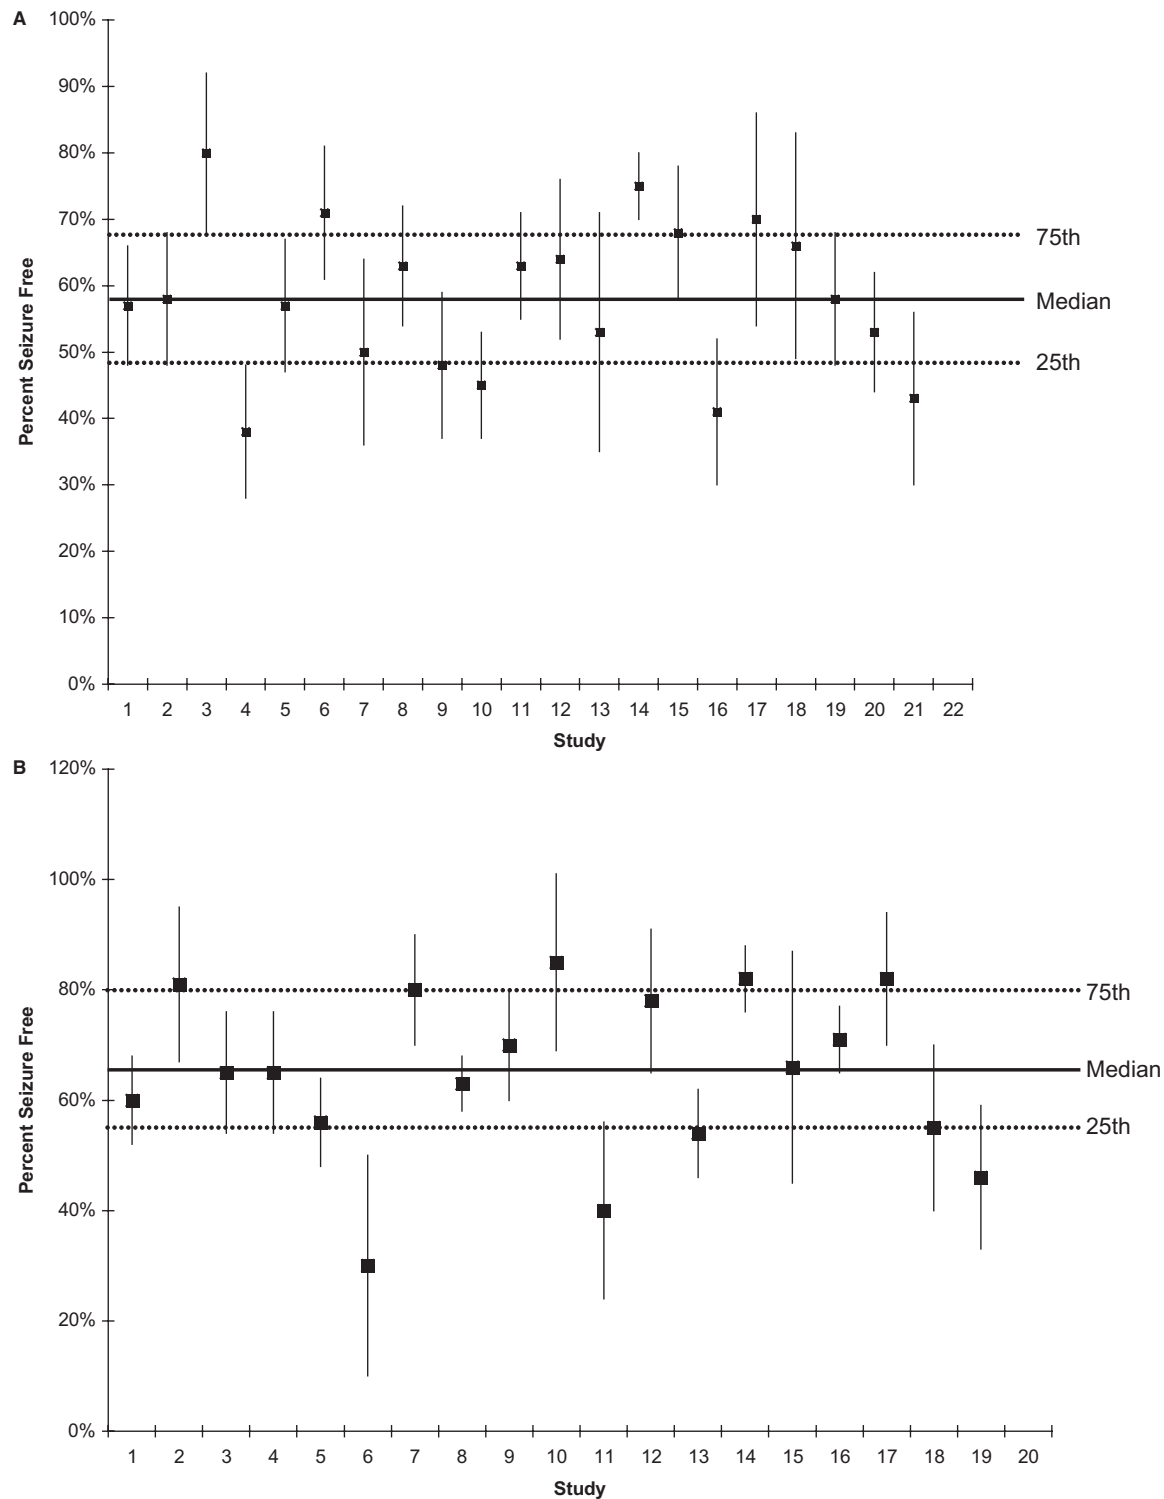 A
100%
90%
80%
70%
60%
50%
40%
30%
20%
10%
0%
Percent Seizure Free
75th
Median
25th
1 2 3 4 5 6 7 8 9 10 11 12 13 14 15 16 17 18 19 20 21 22
Study
B
120%
100%
80%
60%
40%
20%
0%
Percent Seizure Free
75th
Median
25th
1 2 3 4 5 6 7 8 9 10 11 12 13 14 15 16 17 18 19 20
Study